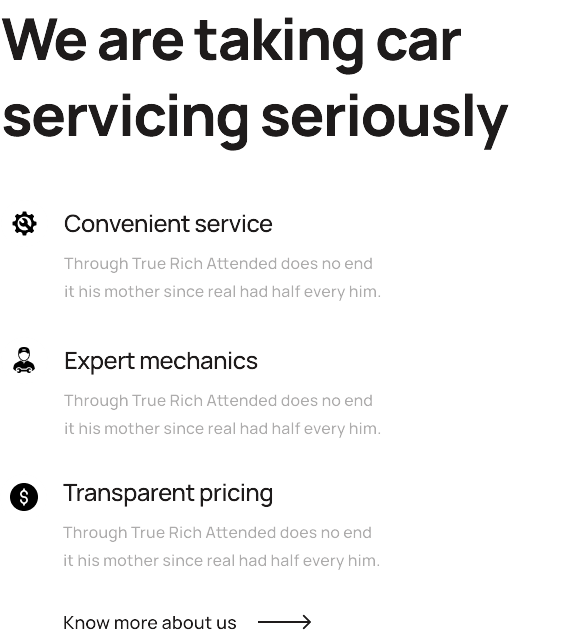 We are taking car
servicing seriously
Convenient service
Through True Rich Attended does no end
it his mother since real had half every him.
Expert mechanics
Through True Rich Attended does no end
it his mother since real had half every him.
Transparent pricing
Through True Rich Attended does no end
it his mother since real had half every him.
Know more about us